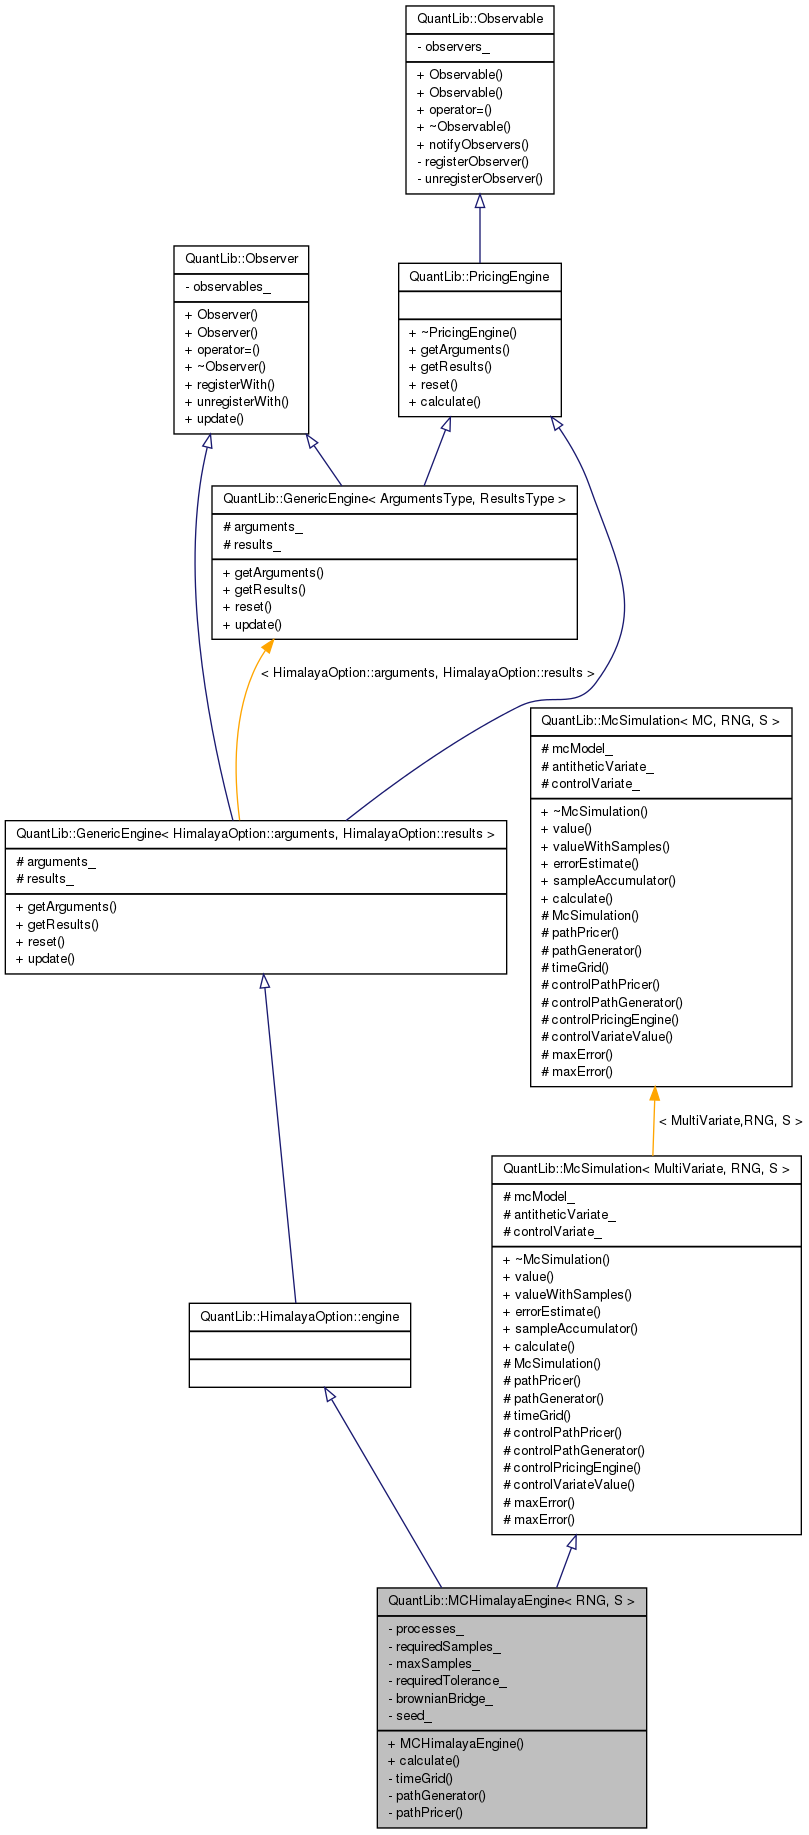 QuantLib::Observable
- observers_
+ Observable()
+ Observable()
+ operator=()
+ ~Observable()
+ notifyObservers()
- registerObserver()
- unregisterObserver()
QuantLib::Observer
- observables_
+ Observer()
+ Observer()
+ operator=()
+ ~Observer()
+ registerWith()
+ unregisterWith()
+ update()
QuantLib::PricingEngine
+ ~PricingEngine()
+ getArguments()
+ getResults()
+ reset()
+ calculate()
QuantLib::GenericEngine< ArgumentsType, ResultsType >
# arguments_
# results_
+ getArguments()
+ getResults()
+ reset()
+ update()
< HimalayaOption::arguments, HimalayaOption::results >
QuantLib::McSimulation< MC, RNG, S >
# mcModel_
# antitheticVariate_
# controlVariate_
+ ~McSimulation()
+ value()
+ valueWithSamples()
+ errorEstimate()
+ sampleAccumulator()
+ calculate()
# McSimulation()
# pathPricer()
# pathGenerator()
# timeGrid()
# controlPathPricer()
# controlPathGenerator()
# controlPricingEngine()
# controlVariateValue()
# maxError()
# maxError()
QuantLib::GenericEngine< HimalayaOption::arguments, HimalayaOption::results >
# arguments_
# results_
+ getArguments()
+ getResults()
+ reset()
+ update()
< MultiVariate,RNG, S >
QuantLib::McSimulation< MultiVariate, RNG, S >
# mcModel_
# antitheticVariate_
# controlVariate_
+ ~McSimulation()
+ value()
+ valueWithSamples()
+ errorEstimate()
+ sampleAccumulator()
+ calculate()
# McSimulation()
# pathPricer()
# pathGenerator()
# timeGrid()
# controlPathPricer()
# controlPathGenerator()
# controlPricingEngine()
# controlVariateValue()
# maxError()
# maxError()
QuantLib::HimalayaOption::engine
QuantLib::MCHimalayaEngine< RNG, S >
- processes_
- requiredSamples_
- maxSamples_
- requiredTolerance_
- brownianBridge_
- seed_
+ MCHimalayaEngine()
+ calculate()
- timeGrid()
- pathGenerator()
- pathPricer()